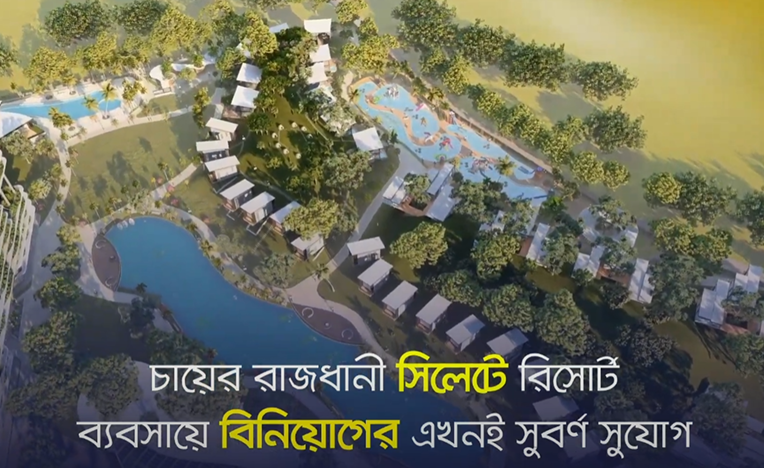 চায়ের রাজধানী সিলেটে রিসোর্ট
ব্যবসায়ে বিনিয়োগের এখনই সুবর্ণ সুযোগ